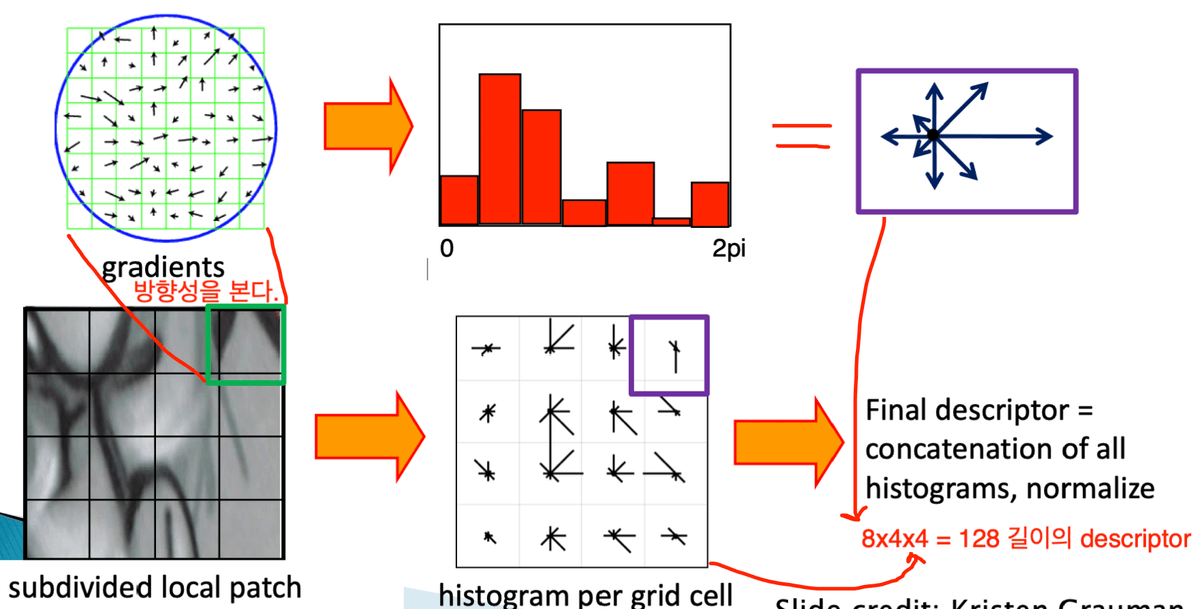 0
2pi
gradients
방향성을 본다.
Final descriptor =
concatenation of all
histograms, normalize
8x4x4 = 128 길이의 descriptor
subdivided local patch
histogram per grid cell
Slide credit: Kristen Grauman